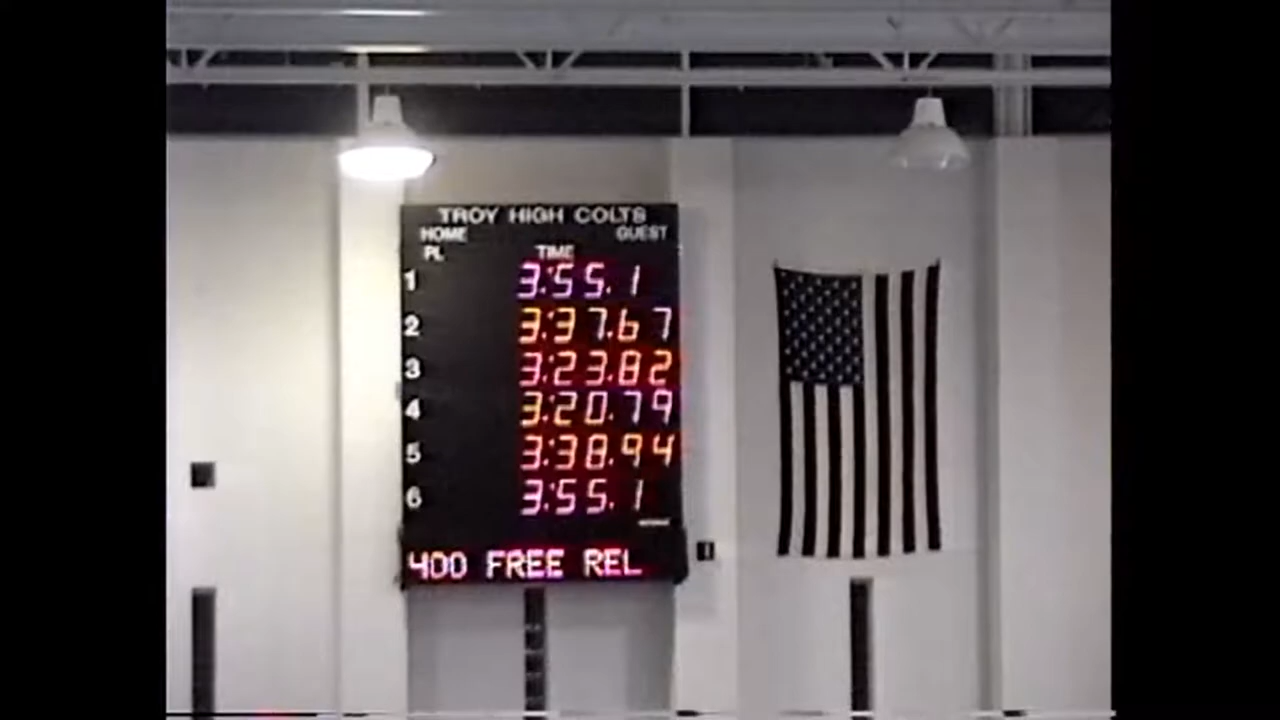 TROY HIGH COLTS
HOME GUEST
PL TIME
1 3:55.1
2 3:37.67
3 3:23.82
4 3:20.79
5 3:38.94
6 3:55.1
400 FREE REL